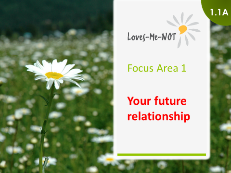 1.1A
Loves-Me-NOT
Focus Area 1
Your future
relationship